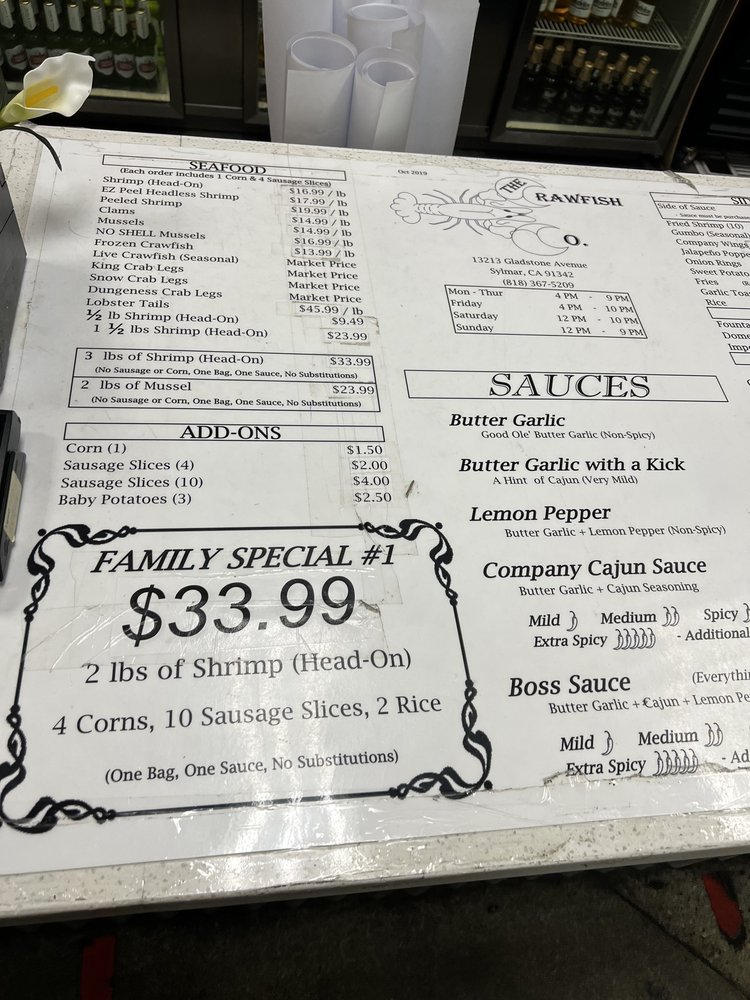 SEAFOOD
(Each order includes 1 Corn & 4 Sausage Slices)
Shrimp (Head-On) $16.99 / lb
EZ Peel Headless Shrimp $17.99 / lb
Peeled Shrimp $19.99 / lb
Clams $14.99 / lb
Mussels $14.99 / lb
NO SHELL Mussels $16.99 / lb
Frozen Crawfish $13.99 / lb
Live Crawfish (Seasonal) Market Price
King Crab Legs Market Price
Snow Crab Legs Market Price
Dungeness Crab Legs Market Price
Lobster Tails $45.99 / lb
½ lb Shrimp (Head-On) $9.49
1 ½ lbs Shrimp (Head-On) $23.99
3 lbs of Shrimp (Head-On) $33.99
(No Sausage or Corn, One Bag, One Sauce, No Substitutions)
2 lbs of Mussel $23.99
(No Sausage or Corn, One Bag, One Sauce, No Substitutions)
ADD-ONS
Corn (1) $1.50
Sausage Slices (4) $2.00
Sausage Slices (10) $4.00
Baby Potatoes (3) $2.50
FAMILY SPECIAL #1
$33.99
2 lbs of Shrimp (Head-On)
4 Corns, 10 Sausage Slices, 2 Rice
(One Bag, One Sauce, No Substitutions)
Oct 2019
THE
RAWFISH
O.
13213 Gladstone Avenue
Sylmar, CA 91342
(818) 367-5209
Mon - Thur 4 PM - 9 PM
Friday 4 PM - 10 PM
Saturday 12 PM - 10 PM
Sunday 12 PM - 9 PM
SAUCES
Butter Garlic
Good Ole' Butter Garlic (Non-Spicy)
Butter Garlic with a Kick
A Hint of Cajun (Very Mild)
Lemon Pepper
Butter Garlic + Lemon Pepper (Non-Spicy)
Company Cajun Sauce
Butter Garlic + Cajun Seasoning
Mild Medium Spicy
Extra Spicy - Additional
Boss Sauce (Everythin
Butter Garlic + Cajun + Lemon Pe
Mild Medium
Extra Spicy - Ad
SID
Side of Sauce
- Sauce must be purchase
Fried Shrimp (10)
Gumbo (Seasonal
Company Wings
Jalapeño Poppe
Onion Rings
Sweet Potato
Fries
Garlic Toas
Rice
Founta
Dome
Impo